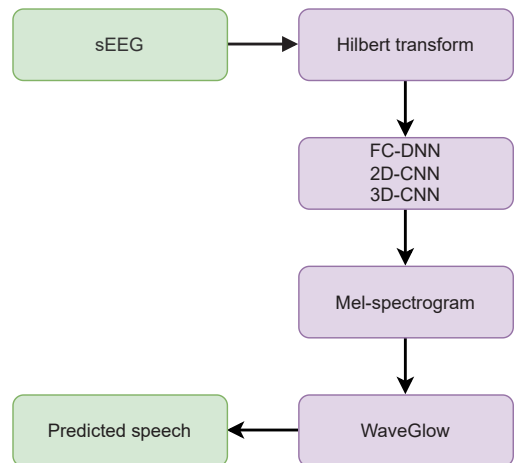 sEEG
Hilbert transform
FC-DNN
2D-CNN
3D-CNN
Mel-spectrogram
Predicted speech
WaveGlow